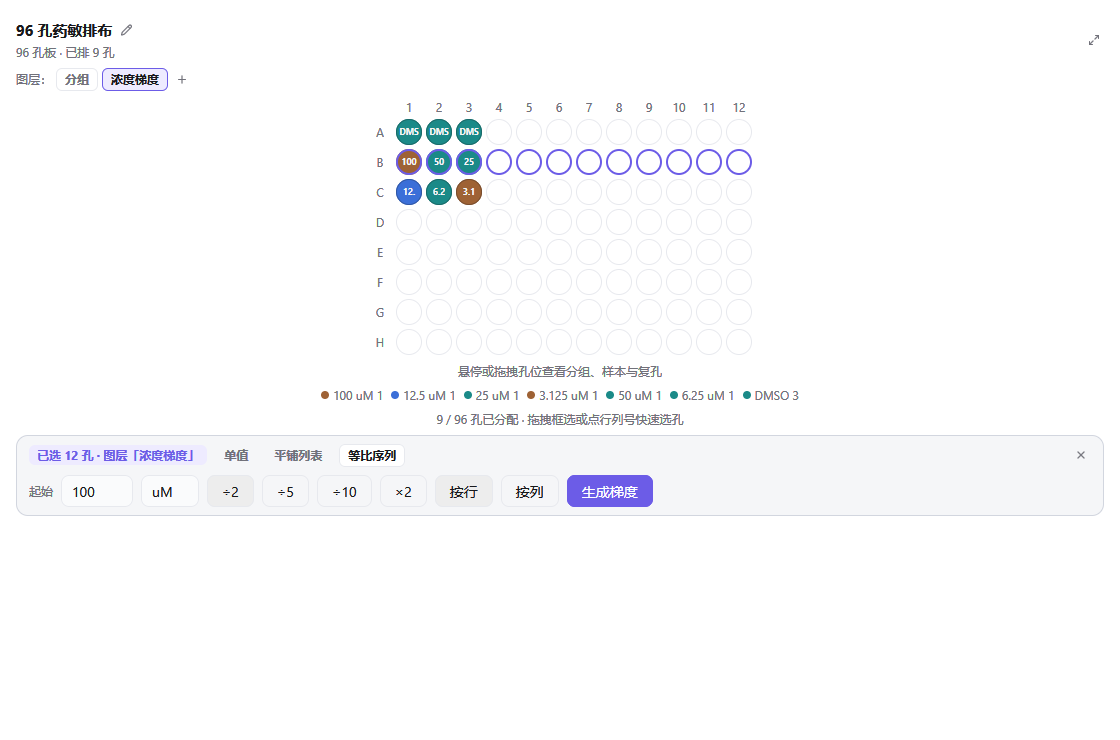 96 孔药敏排布
96 孔板 · 已排 9 孔
图层： 分组 浓度梯度 +
1 2 3 4 5 6 7 8 9 10 11 12
A DMS DMS DMS
B 100 50 25
C 12. 6.2 3.1
D
E
F
G
H
悬停或拖拽孔位查看分组、样本与复孔
100 uM 1 12.5 uM 1 25 uM 1 3.125 uM 1 50 uM 1 6.25 uM 1 DMSO 3
9 / 96 孔已分配 · 拖拽框选或点行列号快速选孔
已选 12 孔 · 图层「浓度梯度」 单值 平铺列表 等比序列 ×
起始 100 uM ÷2 ÷5 ÷10 ×2 按行 按列 生成梯度